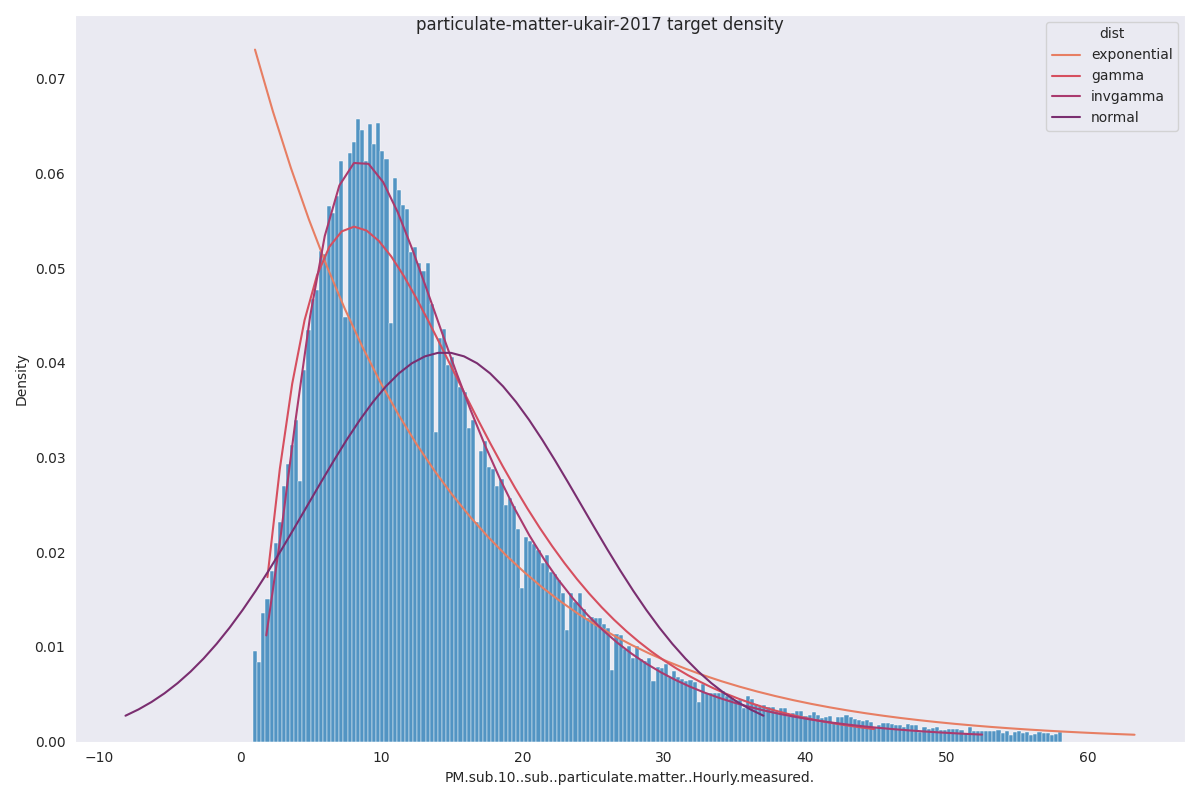 particulate-matter-ukair-2017 target density
dist
exponential
gamma
invgamma
normal
0.07
0.06
0.05
0.04
0.03
0.02
0.01
0.00
Density
−10
0
10
20
30
40
50
60
PM.sub.10..sub..particulate.matter..Hourly.measured.